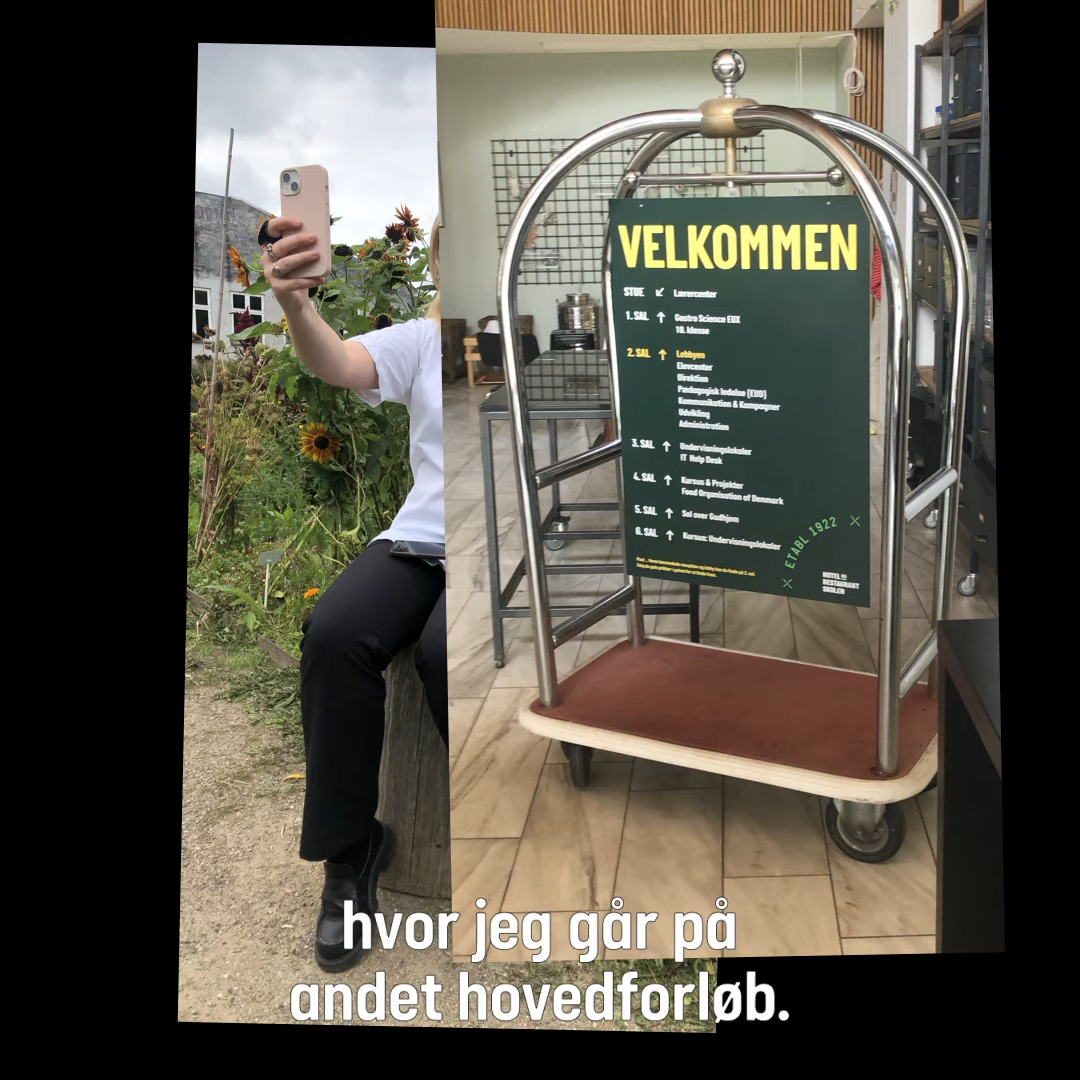 VELKOMMEN
STUE ↙ Lærercenter
1. SAL ↑ Gastro Science EUX
10. klasse
2. SAL ↑ Lobbyen
Elevcenter
Direktion
Pædagogisk ledelse (EUD)
Kommunikation & Kampagner
Udvikling
Administration
3. SAL ↑ Undervisningslokaler
IT Help Desk
4. SAL ↑ Kursus & Projekter
Food Organisation of Denmark
5. SAL ↑ Sal over Gudhjem
6. SAL ↑ Kursus: Undervisningslokaler
ETABL 1922
HOTEL OG
RESTAURANT
SKOLEN
hvor jeg går på
andet hovedforløb.